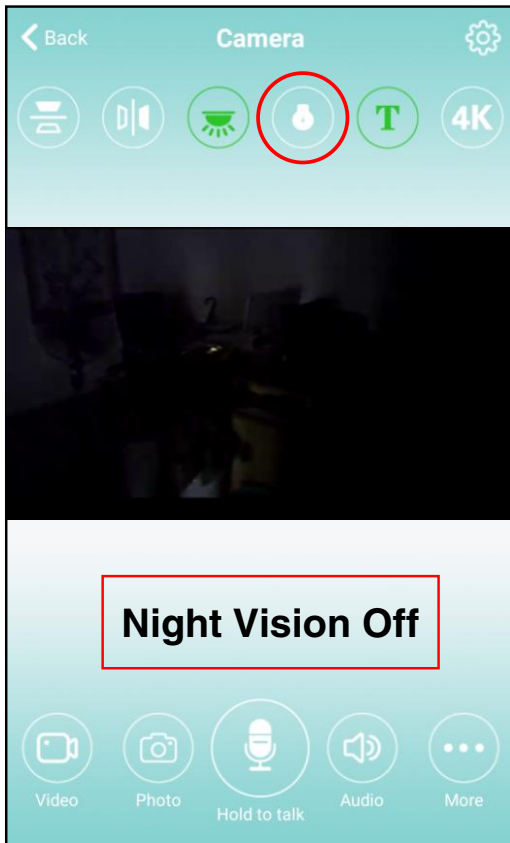 Back
Camera
T
4K
Night Vision Off
Video
Photo
Hold to talk
Audio
More